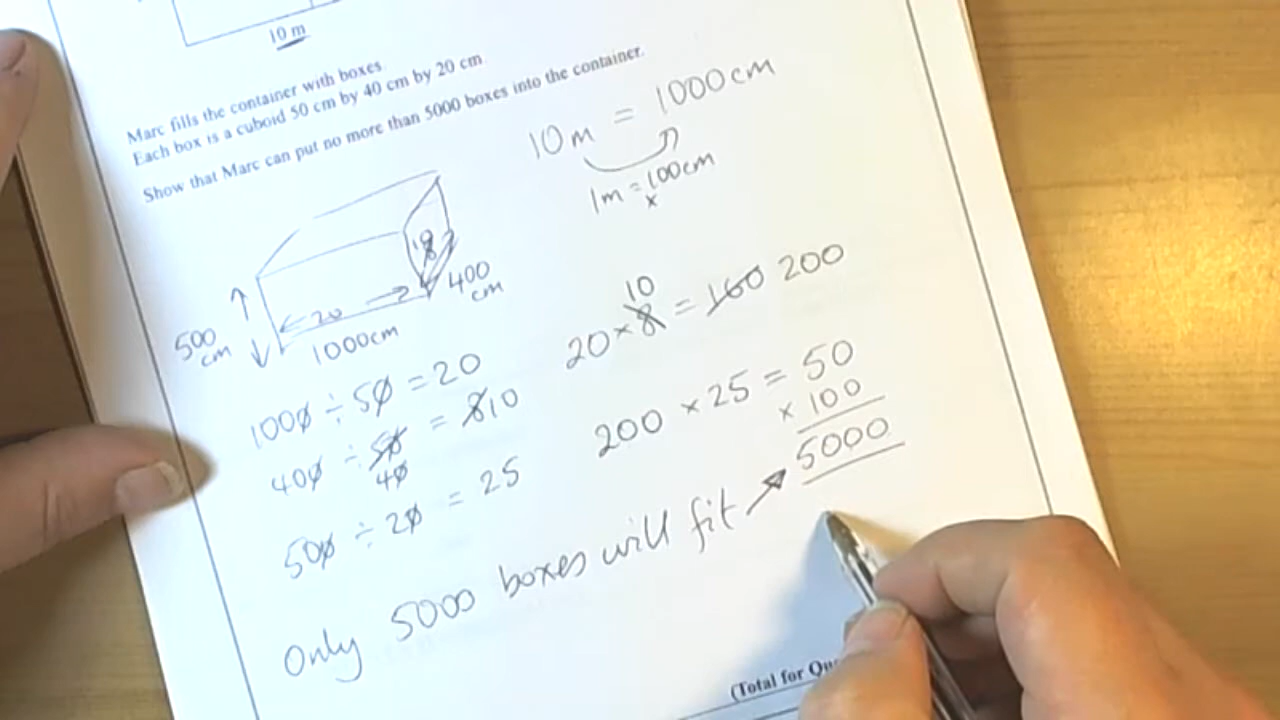 10 m
Marc fills the container with boxes.
Each box is a cuboid 50 cm by 40 cm by 20 cm
Show that Marc can put no more than 5000 boxes into the container.
10m = 1000cm
1m = 100cm
x
18
500 cm
20
1000cm
400 cm
1000 ÷ 50 = 20
400 ÷ 50 40 = 8 10
500 ÷ 20 = 25
10
20 × 8 = 160 200
200 × 25 = 50
× 100
5000
Only 5000 boxes will fit
(Total for Qu